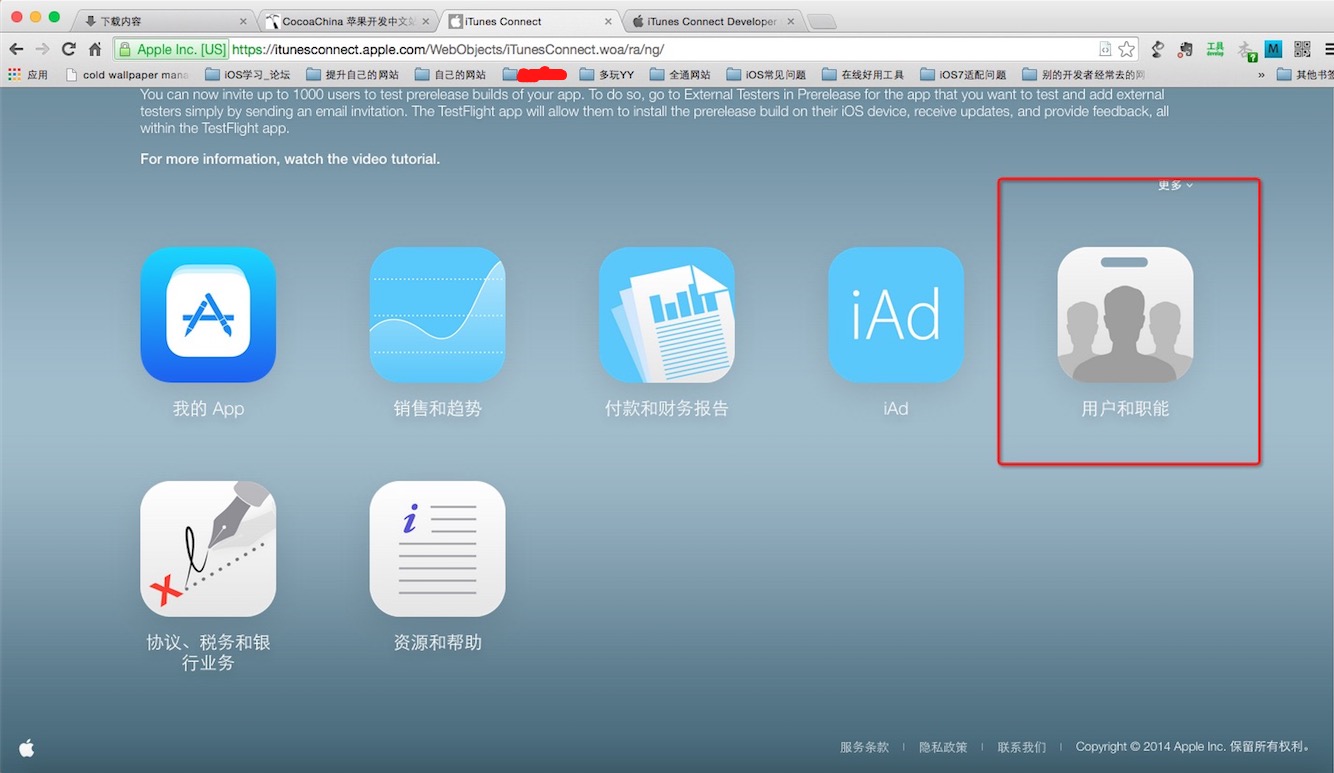 下载内容
CocoaChina 苹果开发中文站
iTunes Connect
iTunes Connect Developer
Apple Inc. [US] https://itunesconnect.apple.com/WebObjects/iTunesConnect.woa/ra/ng/
工具
M
应用 cold wallpaper mana iOS学习_论坛 提升自己的网站 自己的网站 多玩YY 全通网站 iOS常见问题 在线好用工具 iOS7适配问题 别的开发者经常去的网 » 其他书签
You can now invite up to 1000 users to test prerelease builds of your app. To do so, go to External Testers in Prerelease for the app that you want to test and add external
testers simply by sending an email invitation. The TestFlight app will allow them to install the prerelease build on their iOS device, receive updates, and provide feedback, all
within the TestFlight app.
For more information, watch the video tutorial.
更多
iAd
我的 App
销售和趋势
付款和财务报告
iAd
用户和职能
i
协议、税务和银
行业务
资源和帮助
服务条款 | 隐私政策 | 联系我们 | Copyright © 2014 Apple Inc. 保留所有权利。